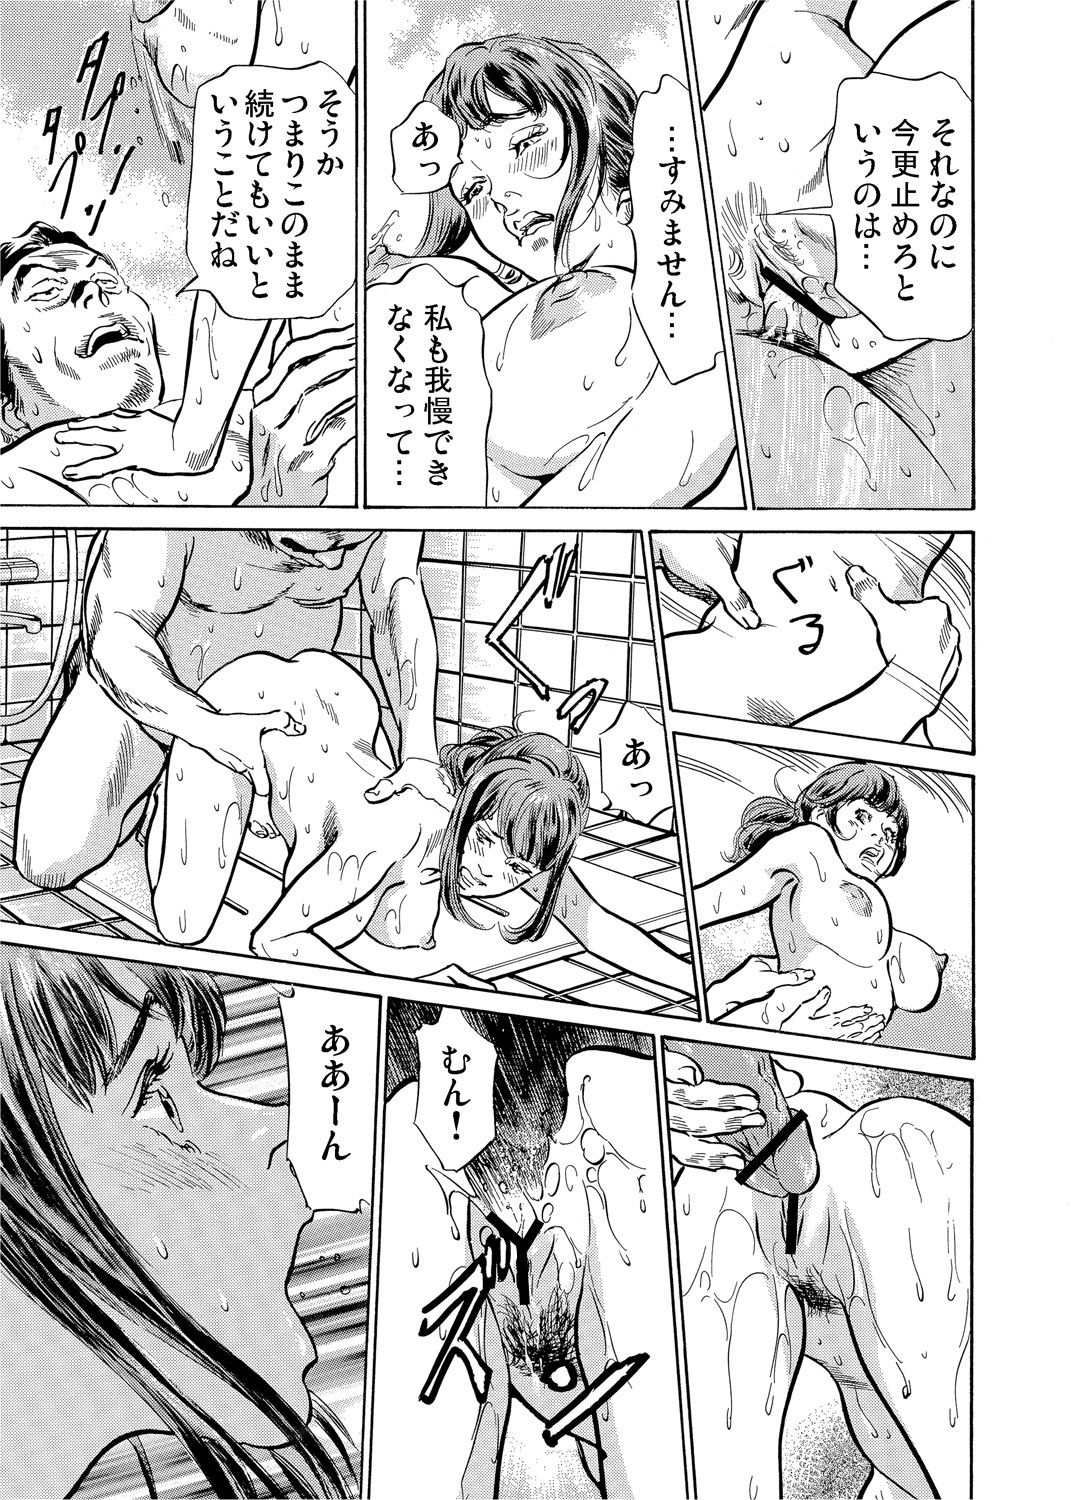 それなのに
今更止めろと
いうのは…
…すみません…
あっ
私も我慢でき
なくなって…
そうか
つまりこのまま
続けてもいいと
いうことだね
ぐる
あっ
むん！
ああーん